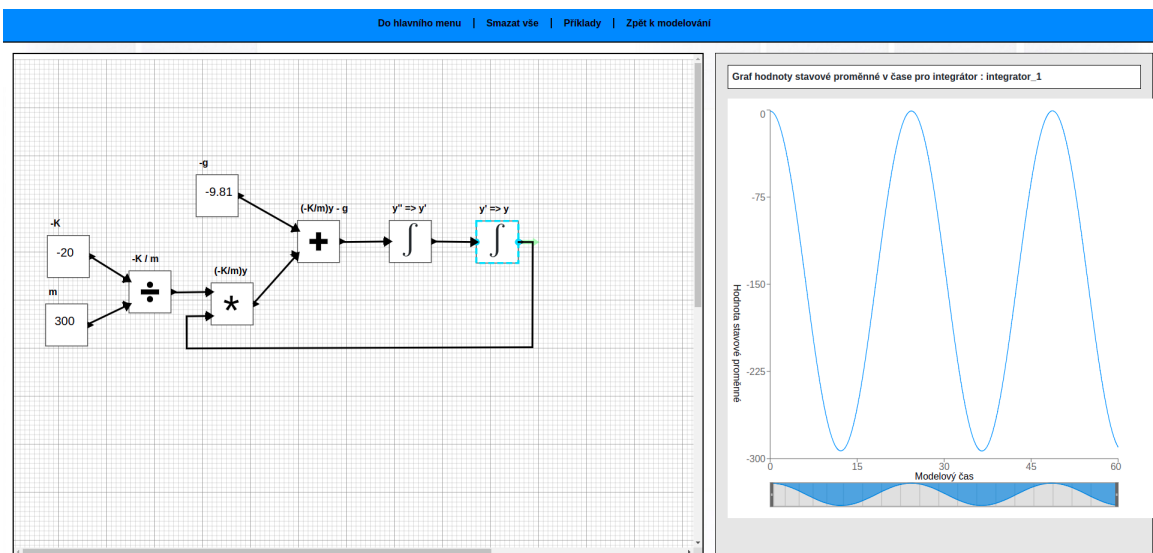 Do hlavního menu | Smazat vše | Příklady | Zpět k modelování
-g
-9.81
(-K/m)y - g
y'' => y'
y' => y
+
∫
∫
-K
-20
-K / m
÷
(-K/m)y
*
m
300
Graf hodnoty stavové proměnné v čase pro integrátor : integrator_1
0
-75
-150
-225
-300
Hodnota stavové proměnné
0
15
30
45
60
Modelový čas